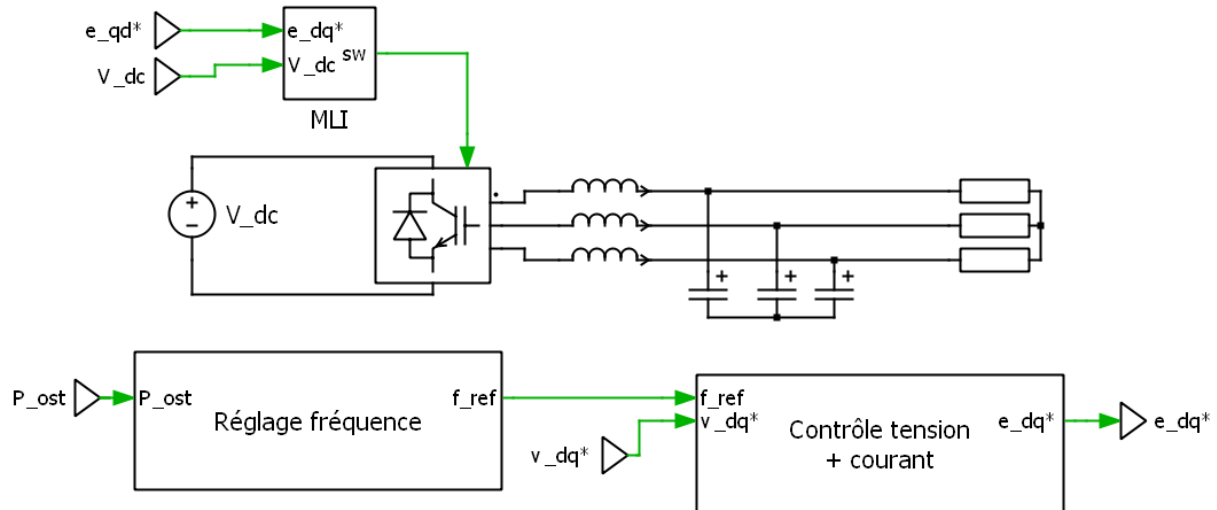 e_qd*
e_dq*
V_dc
V_dc
sw
MLI
V_dc
P_ost
P_ost
f_ref
Réglage fréquence
f_ref
v_dq*
v_dq*
Contrôle tension
+ courant
e_dq*
e_dq*